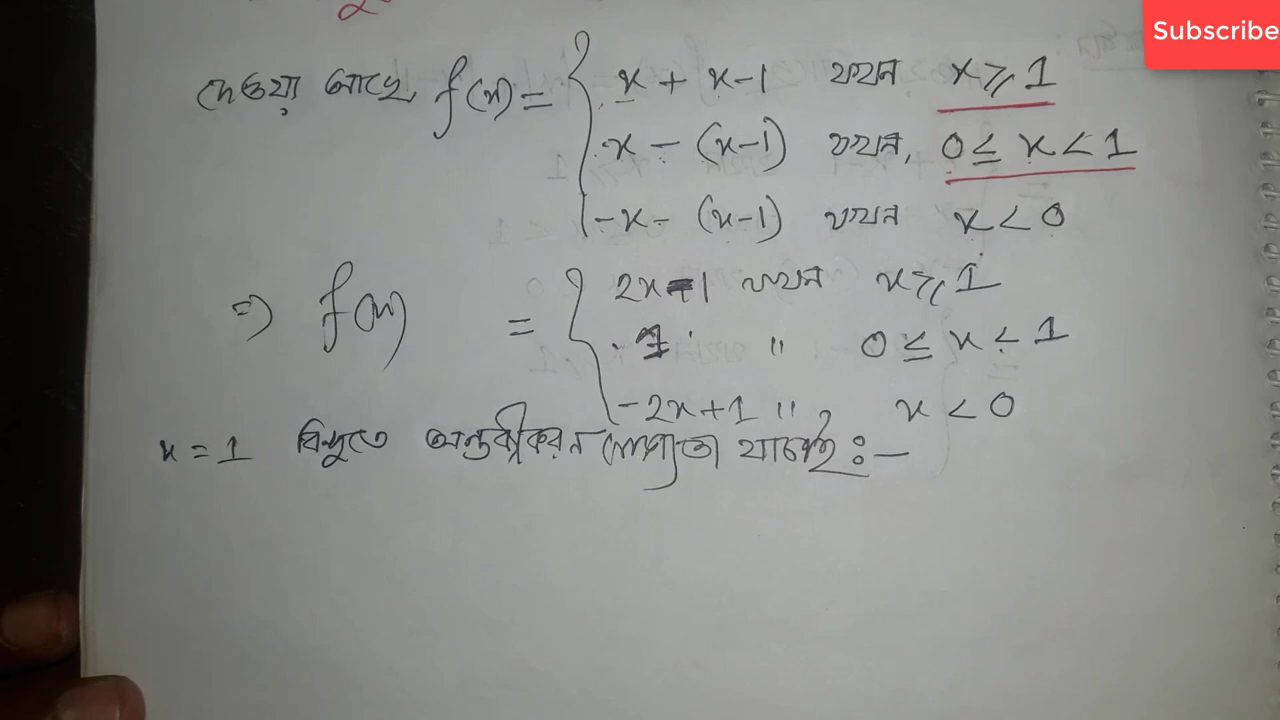 Subscribe
দেওয়া আছে, f(x) = { x + x-1 যখন x ≥ 1
x - (x-1) যখন, 0 ≤ x < 1
-x - (x-1) যখন x < 0
⇒ f(x) = { 2x-1 যখন x ≥ 1
1 " 0 ≤ x < 1
-2x+1 " x < 0
x = 1 বিন্দুতে অন্তরীকরন যোগ্যতা যাচাই ঃ—